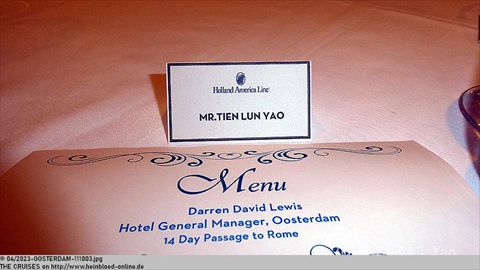 Holland America Line
MR.TIEN LUN YAO
Menu
Darren David Lewis
Hotel General Manager, Oosterdam
14 Day Passage to Rome
Yao
© 04/2023-OOSTERDAM-111003.jpg
THE CRUISES on http://www.heinbloed-online.de